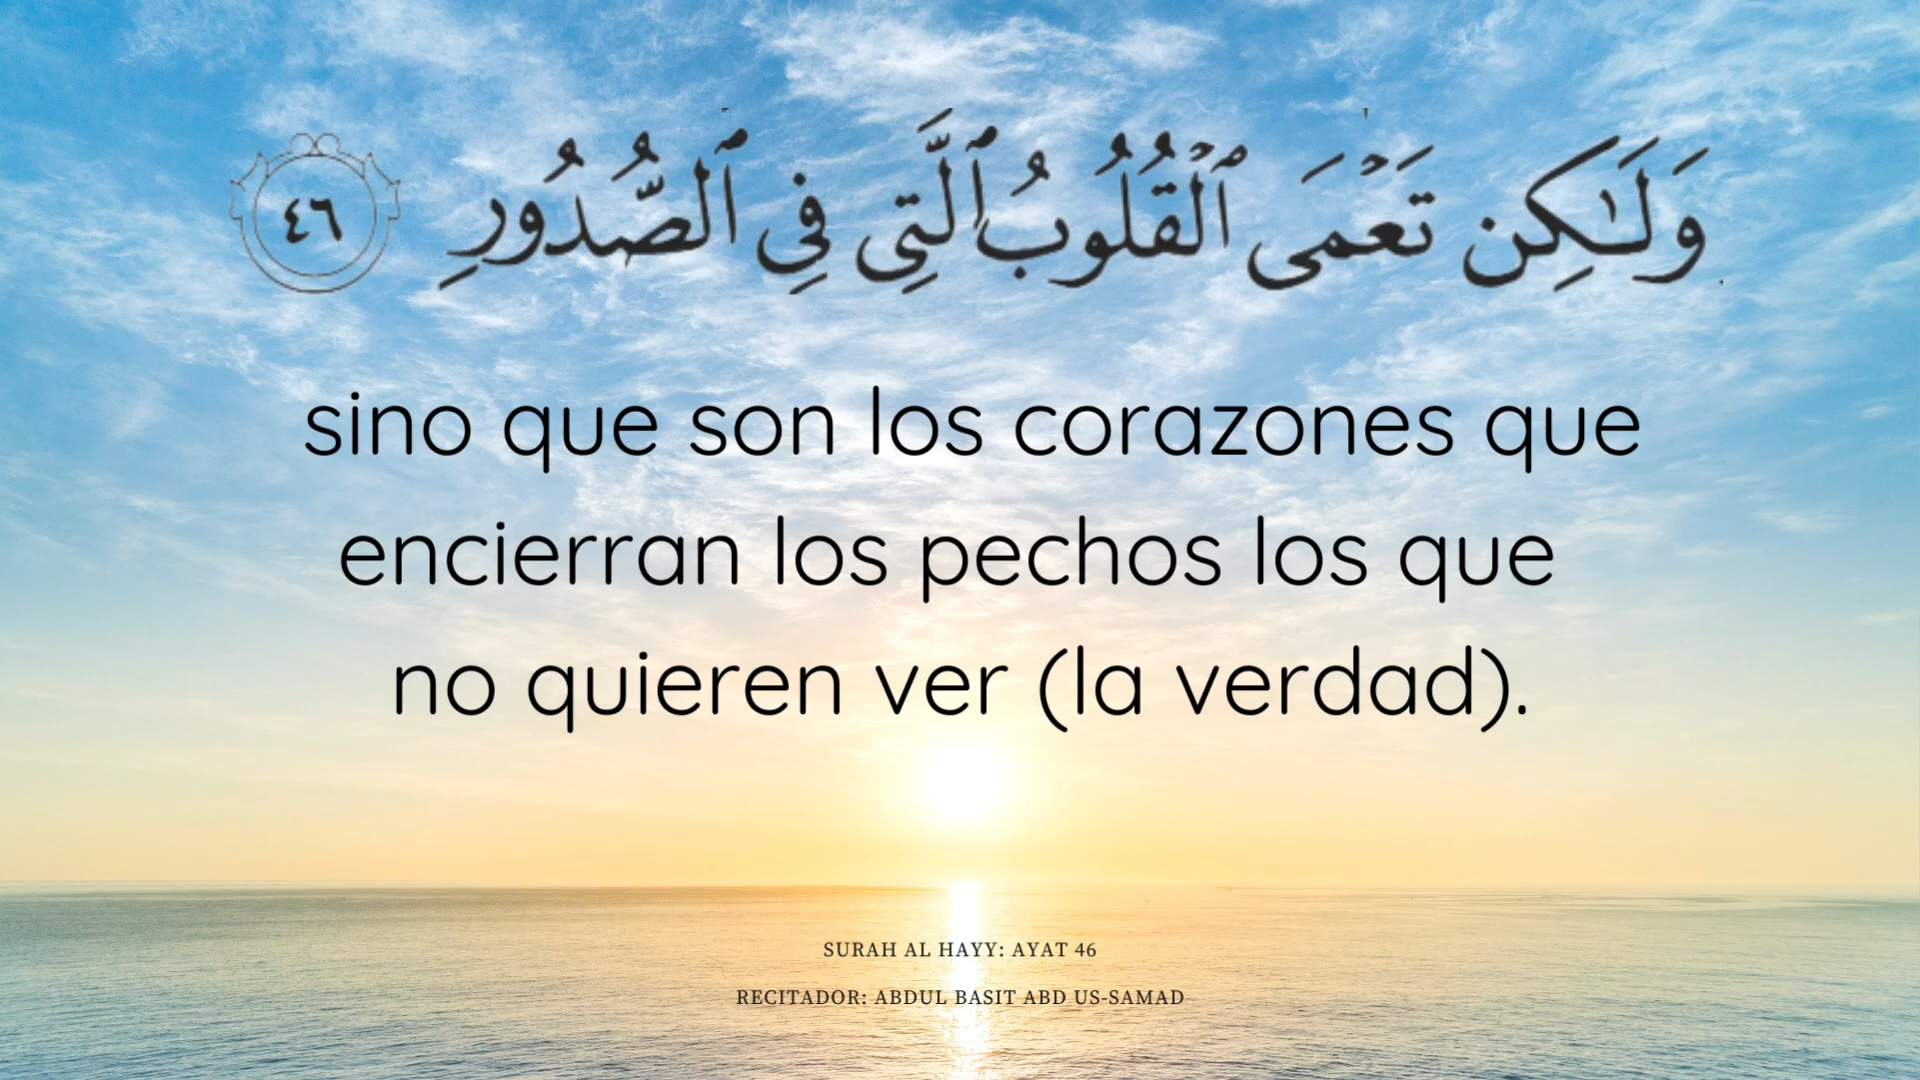 وَلَـٰكِن تَعْمَى ٱلْقُلُوبُ ٱلَّتِى فِى ٱلصُّدُورِ ٤٦
sino que son los corazones que
encierran los pechos los que
no quieren ver (la verdad).
SURAH AL HAYY: AYAT 46
RECITADOR: ABDUL BASIT ABD US-SAMAD